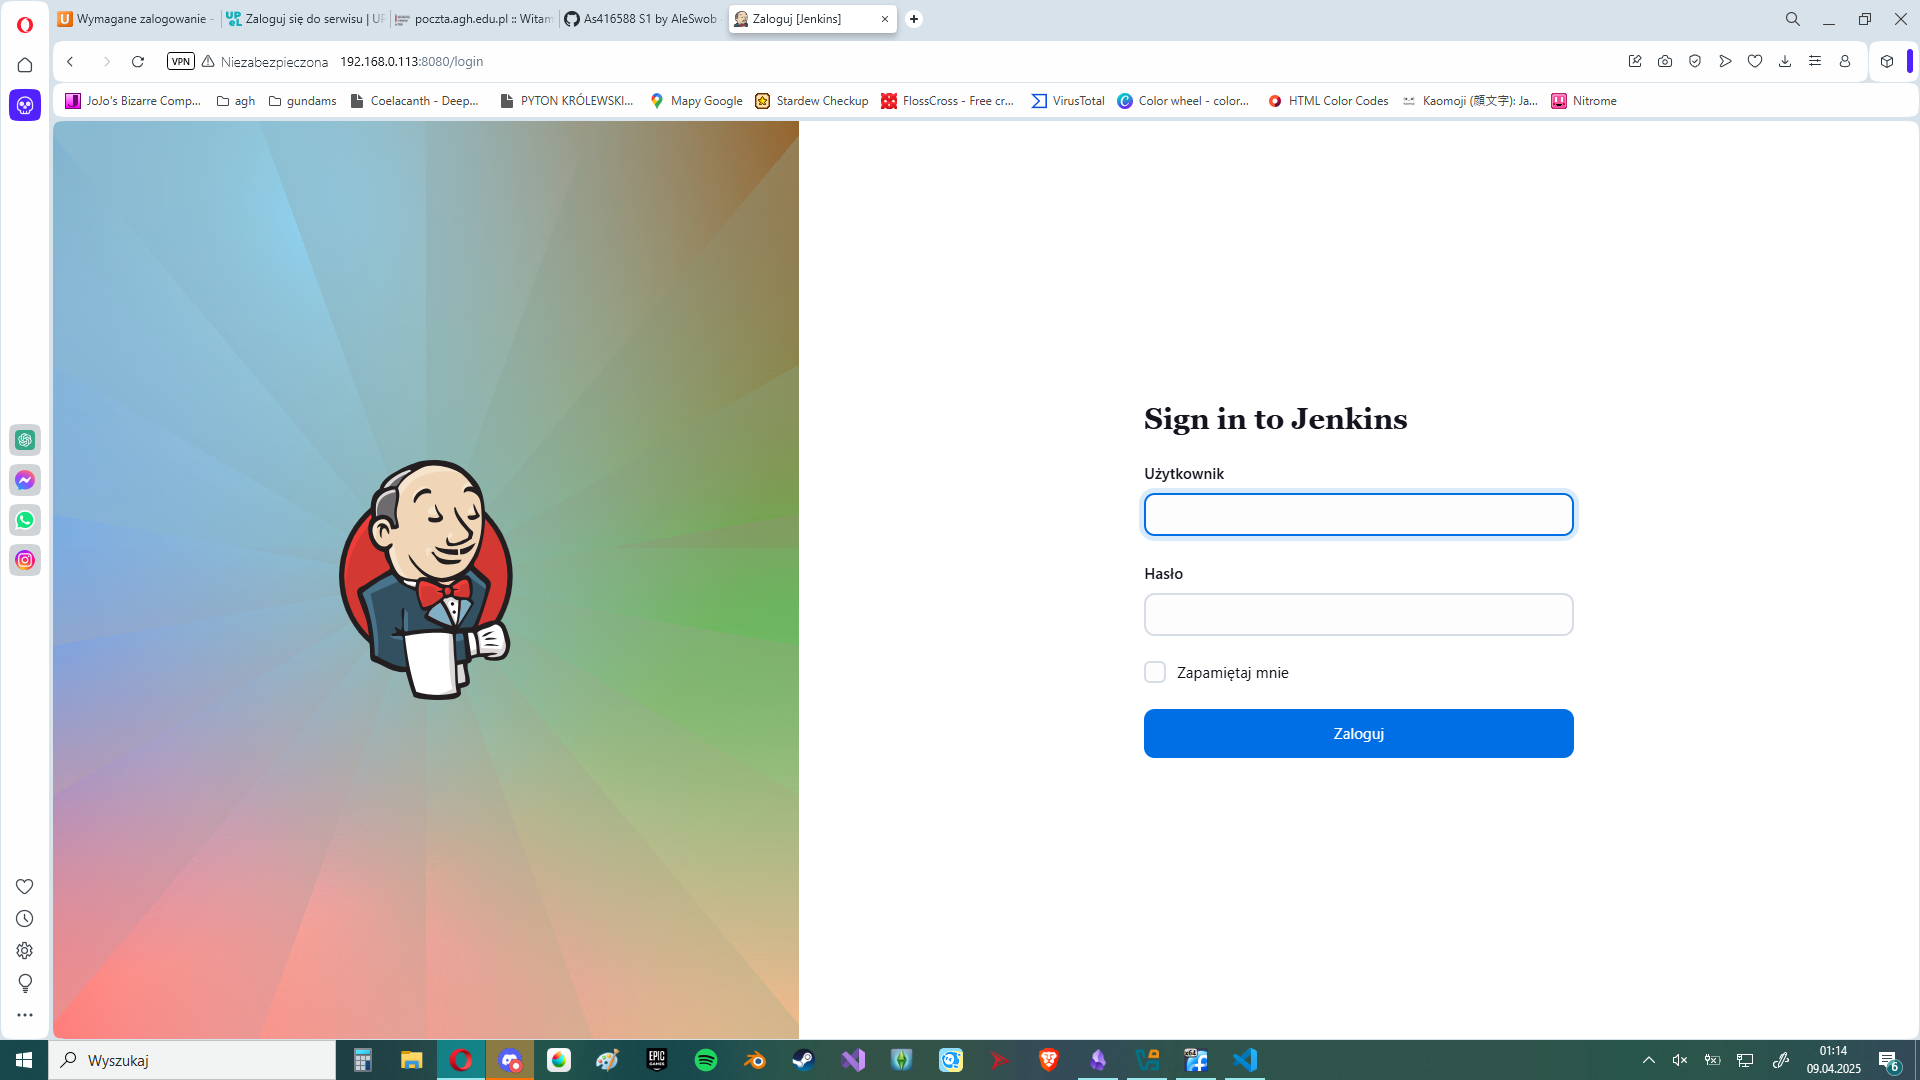 Wymagane zalogowanie -
Zaloguj się do serwisu | UP
poczta.agh.edu.pl :: Witam
As416588 S1 by AleSwob
Zaloguj [Jenkins]
VPN
Niezabezpieczona
192.168.0.113:8080/login
JoJo's Bizarre Comp...
agh
gundams
Coelacanth - Deep...
PYTON KRÓLEWSKI...
Mapy Google
Stardew Checkup
FlossCross - Free cr...
VirusTotal
Color wheel - color...
HTML Color Codes
Kaomoji (顔文字): Ja...
Nitrome
Sign in to Jenkins
Użytkownik
Hasło
Zapamiętaj mnie
Zaloguj
Wyszukaj
EPIC GAMES
01:14
09.04.2025
6